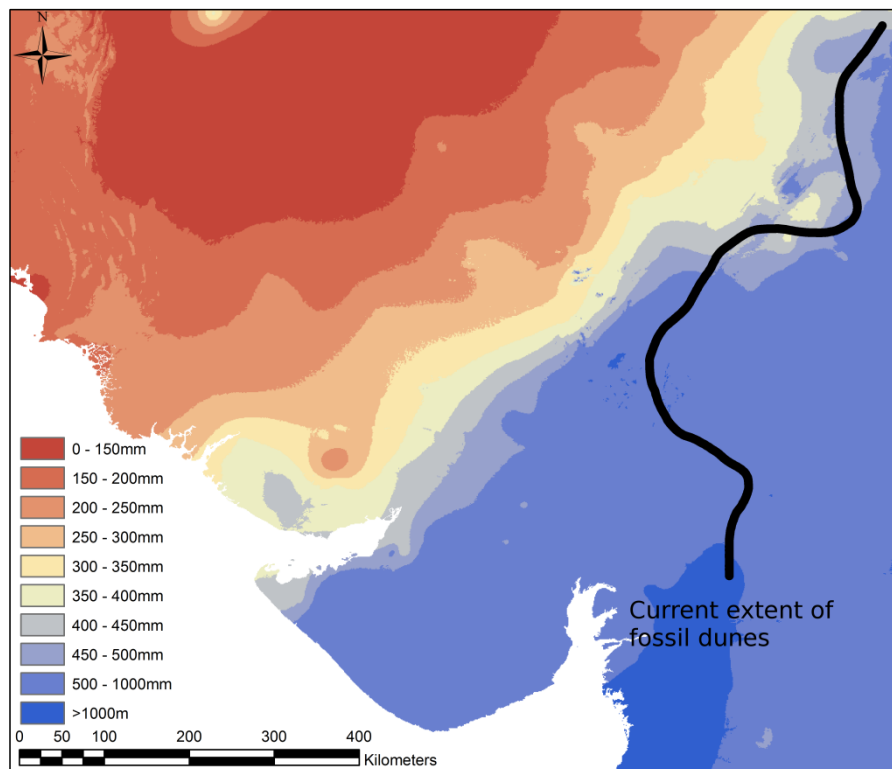 N
0 - 150mm
150 - 200mm
200 - 250mm
250 - 300mm
300 - 350mm
350 - 400mm
400 - 450mm
450 - 500mm
500 - 1000mm
>1000m
Current extent of
fossil dunes
0 50 100 200 300 400
Kilometers